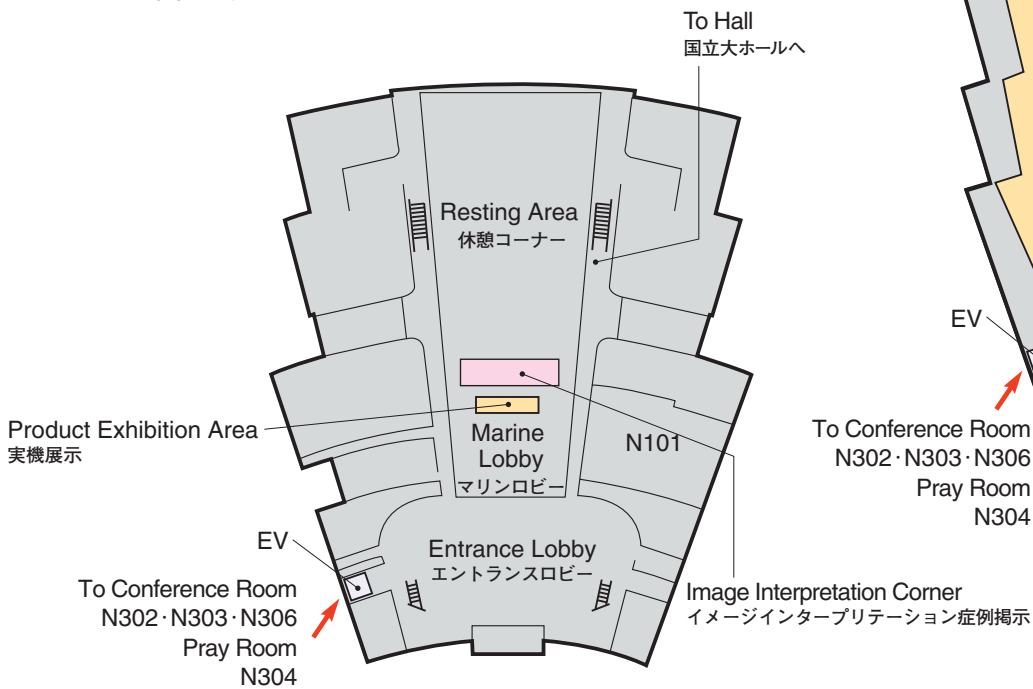 To Hall
国立大ホールへ
Resting Area
休憩コーナー
EV
Product Exhibition Area
実機展示
Marine
Lobby
マリンロビー
N101
To Conference Room
N302·N303·N306
Pray Room
N304
EV
Entrance Lobby
エントランスロビー
To Conference Room
N302·N303·N306
Pray Room
N304
Image Interpretation Corner
イメージインタープリテーション症例掲示